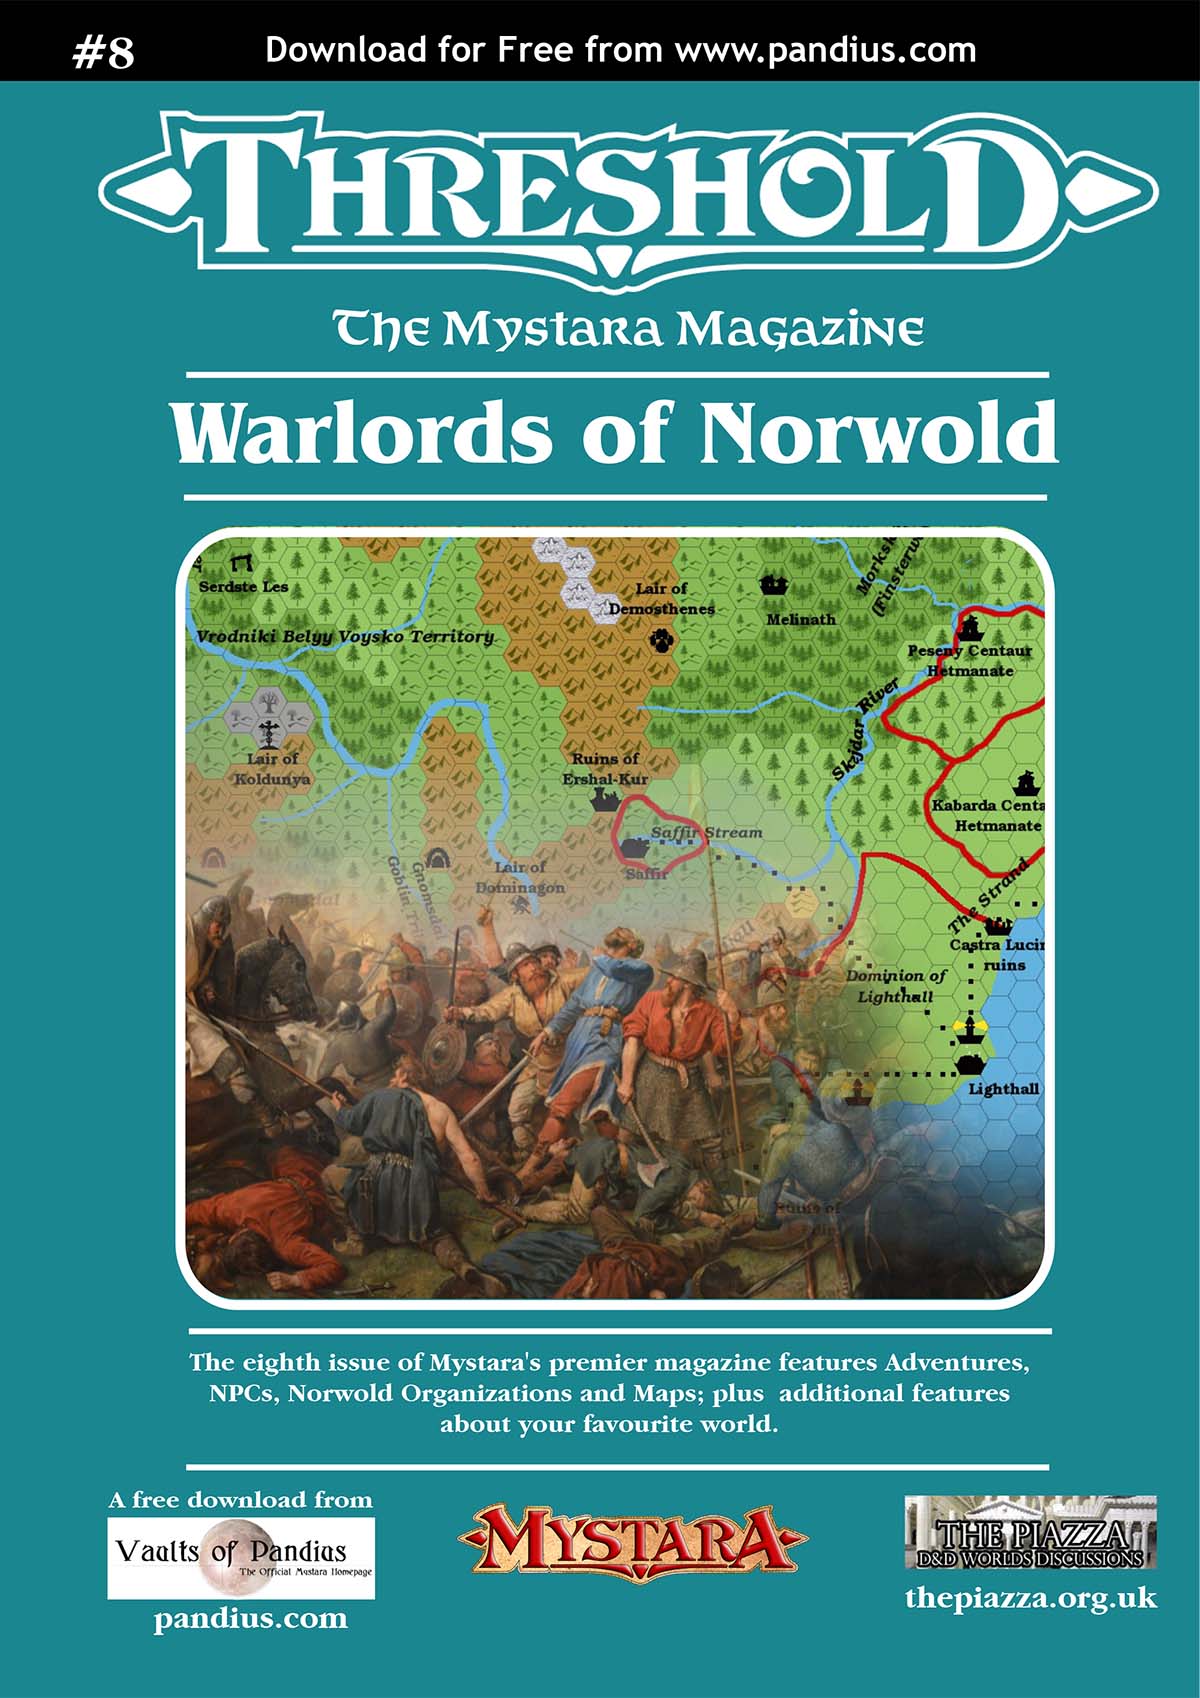 #8
Download for Free from www.pandius.com
THRESHOLD
The Mystara Magazine
Warlords of Norwold
Serdste Les
Vrodniki Belyy Voysko Territory
Lair of
Demosthenes
Melinath
Peseny Centaur
Hetmanate
Skjdar River
Lair of
Koldunya
Ruins of
Ershal-Kur
Kabarda Centa
Hetmanate
Saffir Stream
Saffir
Lair of
Dominagon
The Strand
Castra Lucin
ruins
Dominion of
Lighthall
Lighthall
Ruins of
The eighth issue of Mystara's premier magazine features Adventures,
NPCs, Norwold Organizations and Maps; plus additional features
about your favourite world.
A free download from
Vaults of Pandius
The Official Mystara Homepage
pandius.com
MYSTARA
THE PIAZZA
D&D WORLDS DISCUSSIONS
thepiazza.org.uk